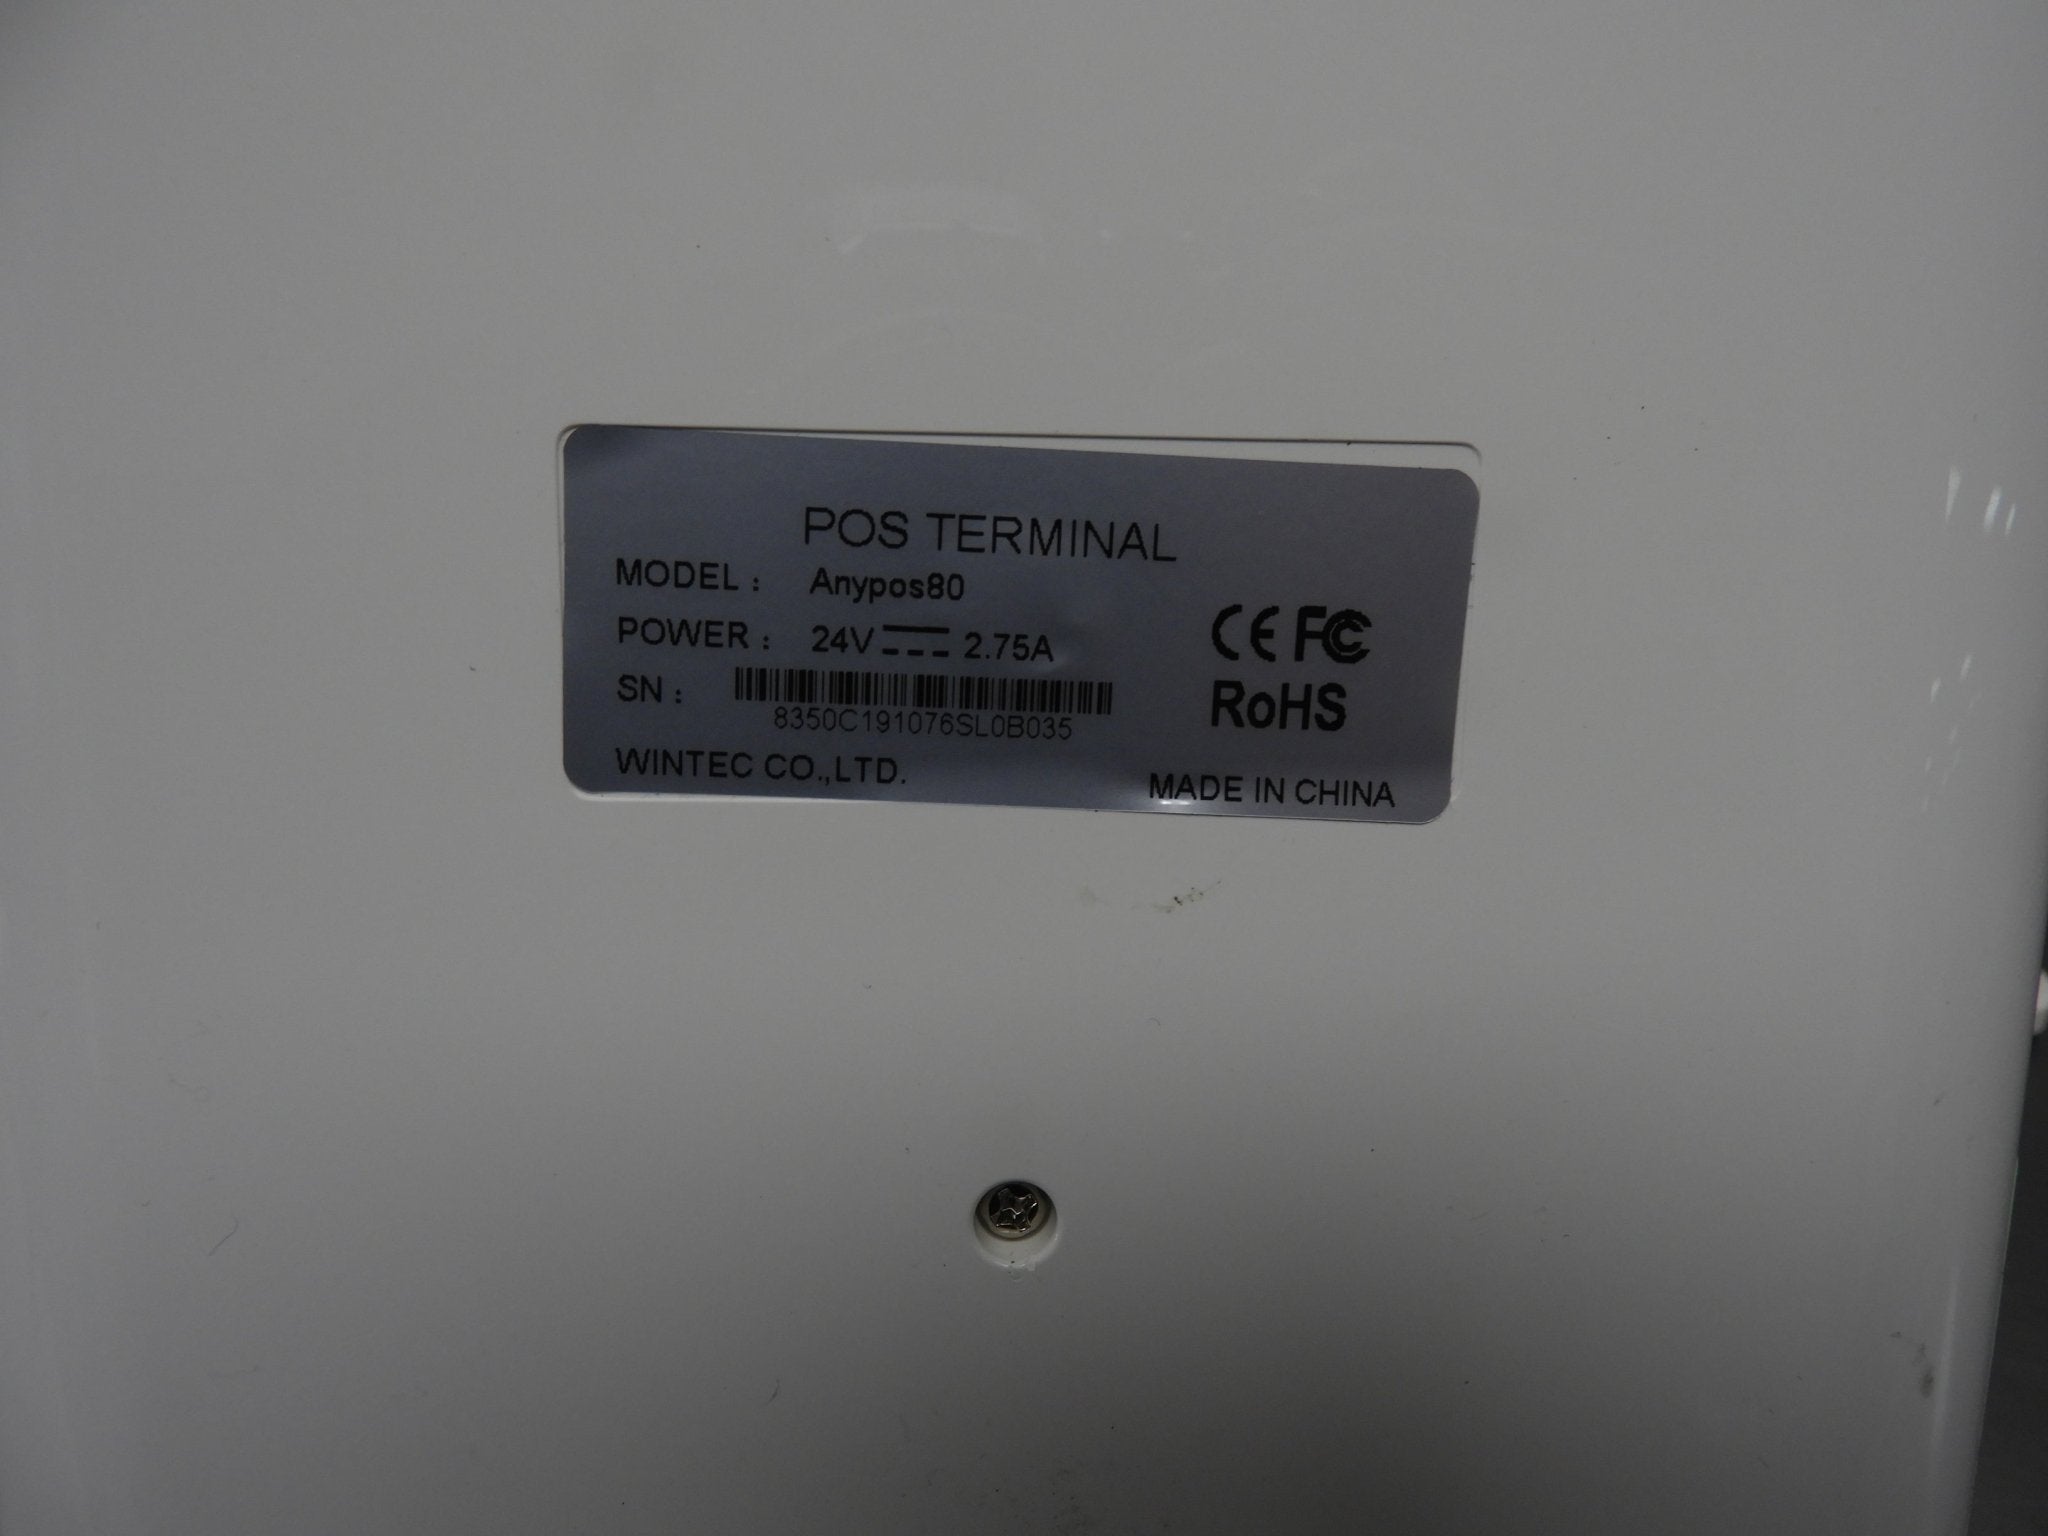 POS TERMINAL
MODEL : Anypos80
POWER : 24V 2.75A
CE FC
SN :
8350C191076SL0B035
RoHS
WINTEC CO.,LTD.
MADE IN CHINA